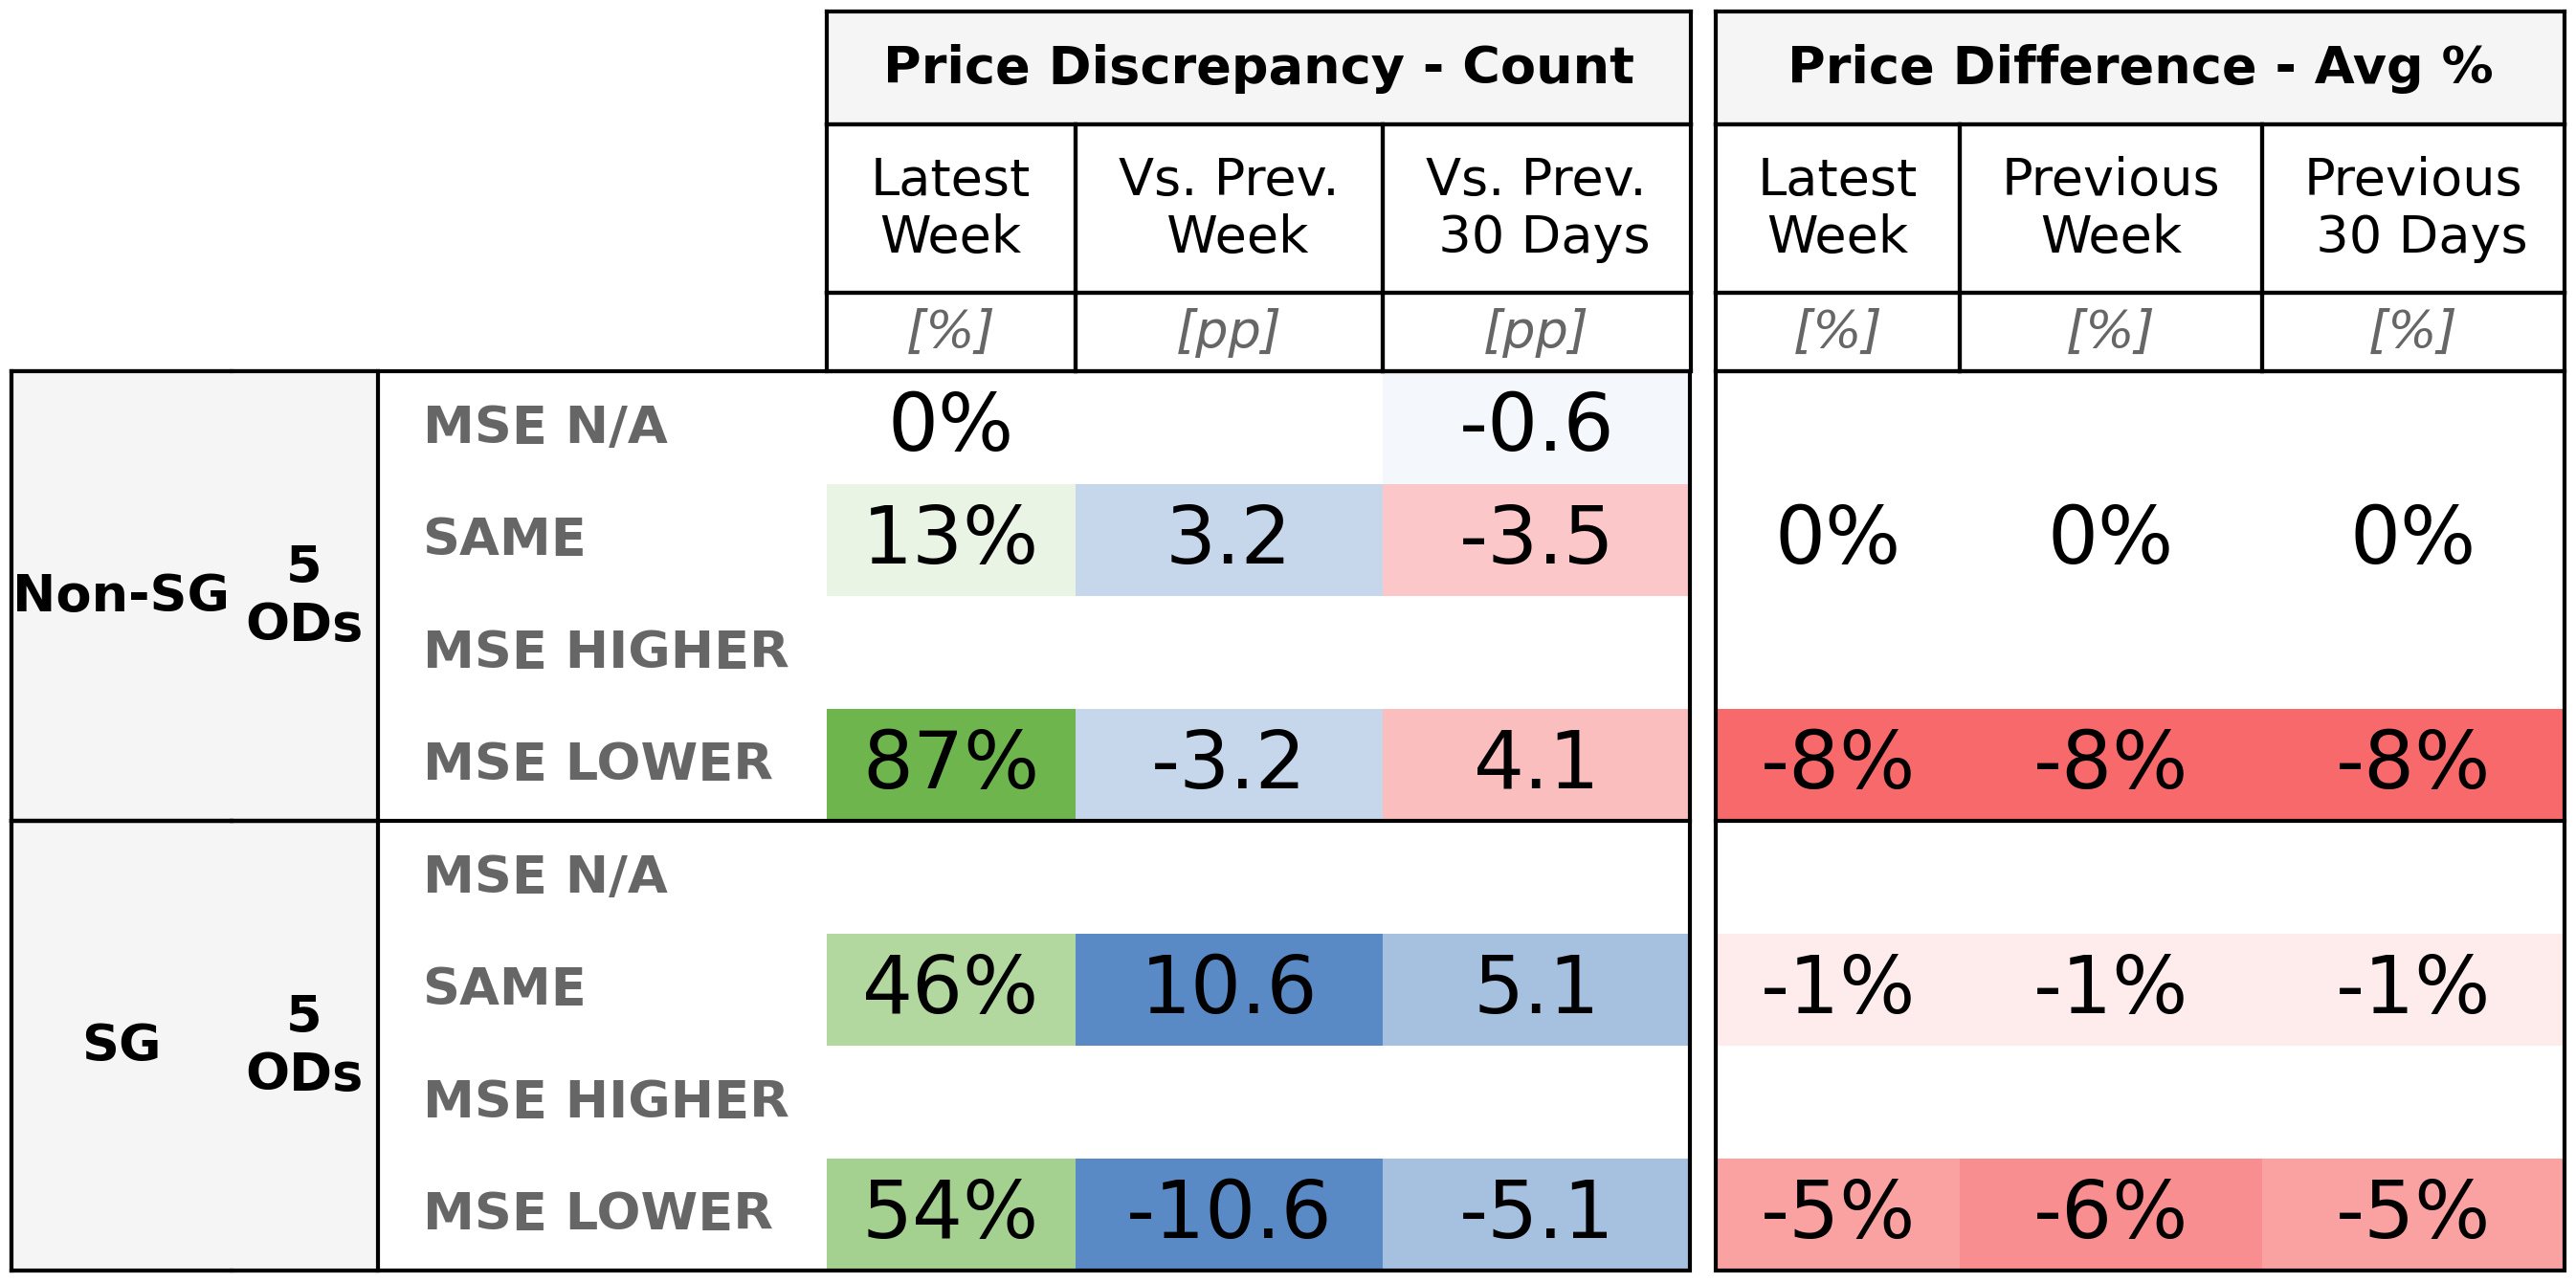 Price Discrepancy - Count Price Difference - Avg %
Latest Week Vs. Prev. Week Vs. Prev. 30 Days Latest Week Previous Week Previous 30 Days
[%] [pp] [pp] [%] [%] [%]
Non-SG 5 ODs
MSE N/A 0% -0.6
SAME 13% 3.2 -3.5 0% 0% 0%
MSE HIGHER
MSE LOWER 87% -3.2 4.1 -8% -8% -8%
SG 5 ODs
MSE N/A
SAME 46% 10.6 5.1 -1% -1% -1%
MSE HIGHER
MSE LOWER 54% -10.6 -5.1 -5% -6% -5%